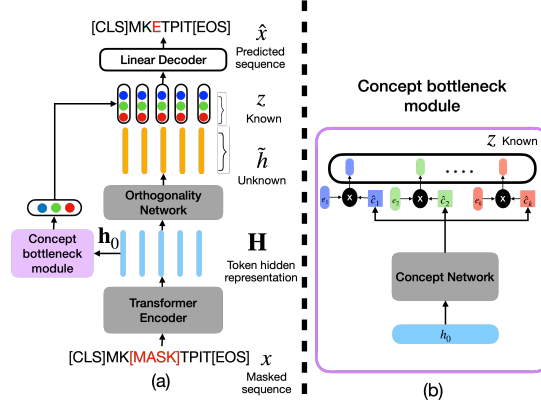 [CLS]MKETPIT[EOS]
x̂
Predicted
sequence
Linear Decoder
z
Known
h̃
Unknown
Orthogonality
Network
Concept
bottleneck
module
h₀
H
Token hidden
representation
Transformer
Encoder
[CLS]MK[MASK]TPIT[EOS]
x
Masked
sequence
(a)
Concept bottleneck
module
z Known
....
e₁ x ĉ₁ e₂ x ĉ₂ eₖ x ĉₖ
Concept Network
h₀
(b)